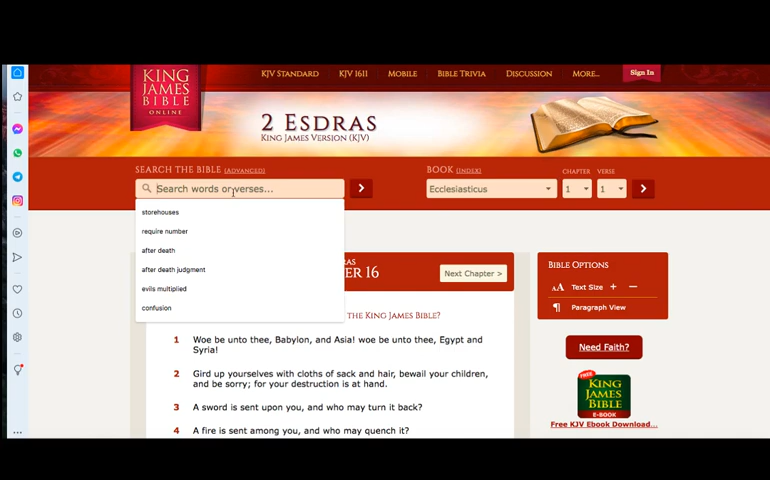 KING
JAMES
BIBLE
ONLINE
KJV STANDARD
KJV 1611
MOBILE
BIBLE TRIVIA
DISCUSSION
MORE...
Sign In
2 ESDRAS
KING JAMES VERSION (KJV)
SEARCH THE BIBLE (ADVANCED)
Search words or verses...
BOOK (INDEX)
CHAPTER
VERSE
Ecclesiasticus
1
1
storehouses
require number
after death
after death judgment
evils multiplied
confusion
RAS
ER 16
Next Chapter >
THE KING JAMES BIBLE?
1 Woe be unto thee, Babylon, and Asia! woe be unto thee, Egypt and
Syria!
2 Gird up yourselves with cloths of sack and hair, bewail your children,
and be sorry; for your destruction is at hand.
3 A sword is sent upon you, and who may turn it back?
4 A fire is sent among you, and who may quench it?
BIBLE OPTIONS
AA Text Size + −
¶ Paragraph View
Need Faith?
FREE
KING
JAMES
BIBLE
E-BOOK
Free KJV Ebook Download...